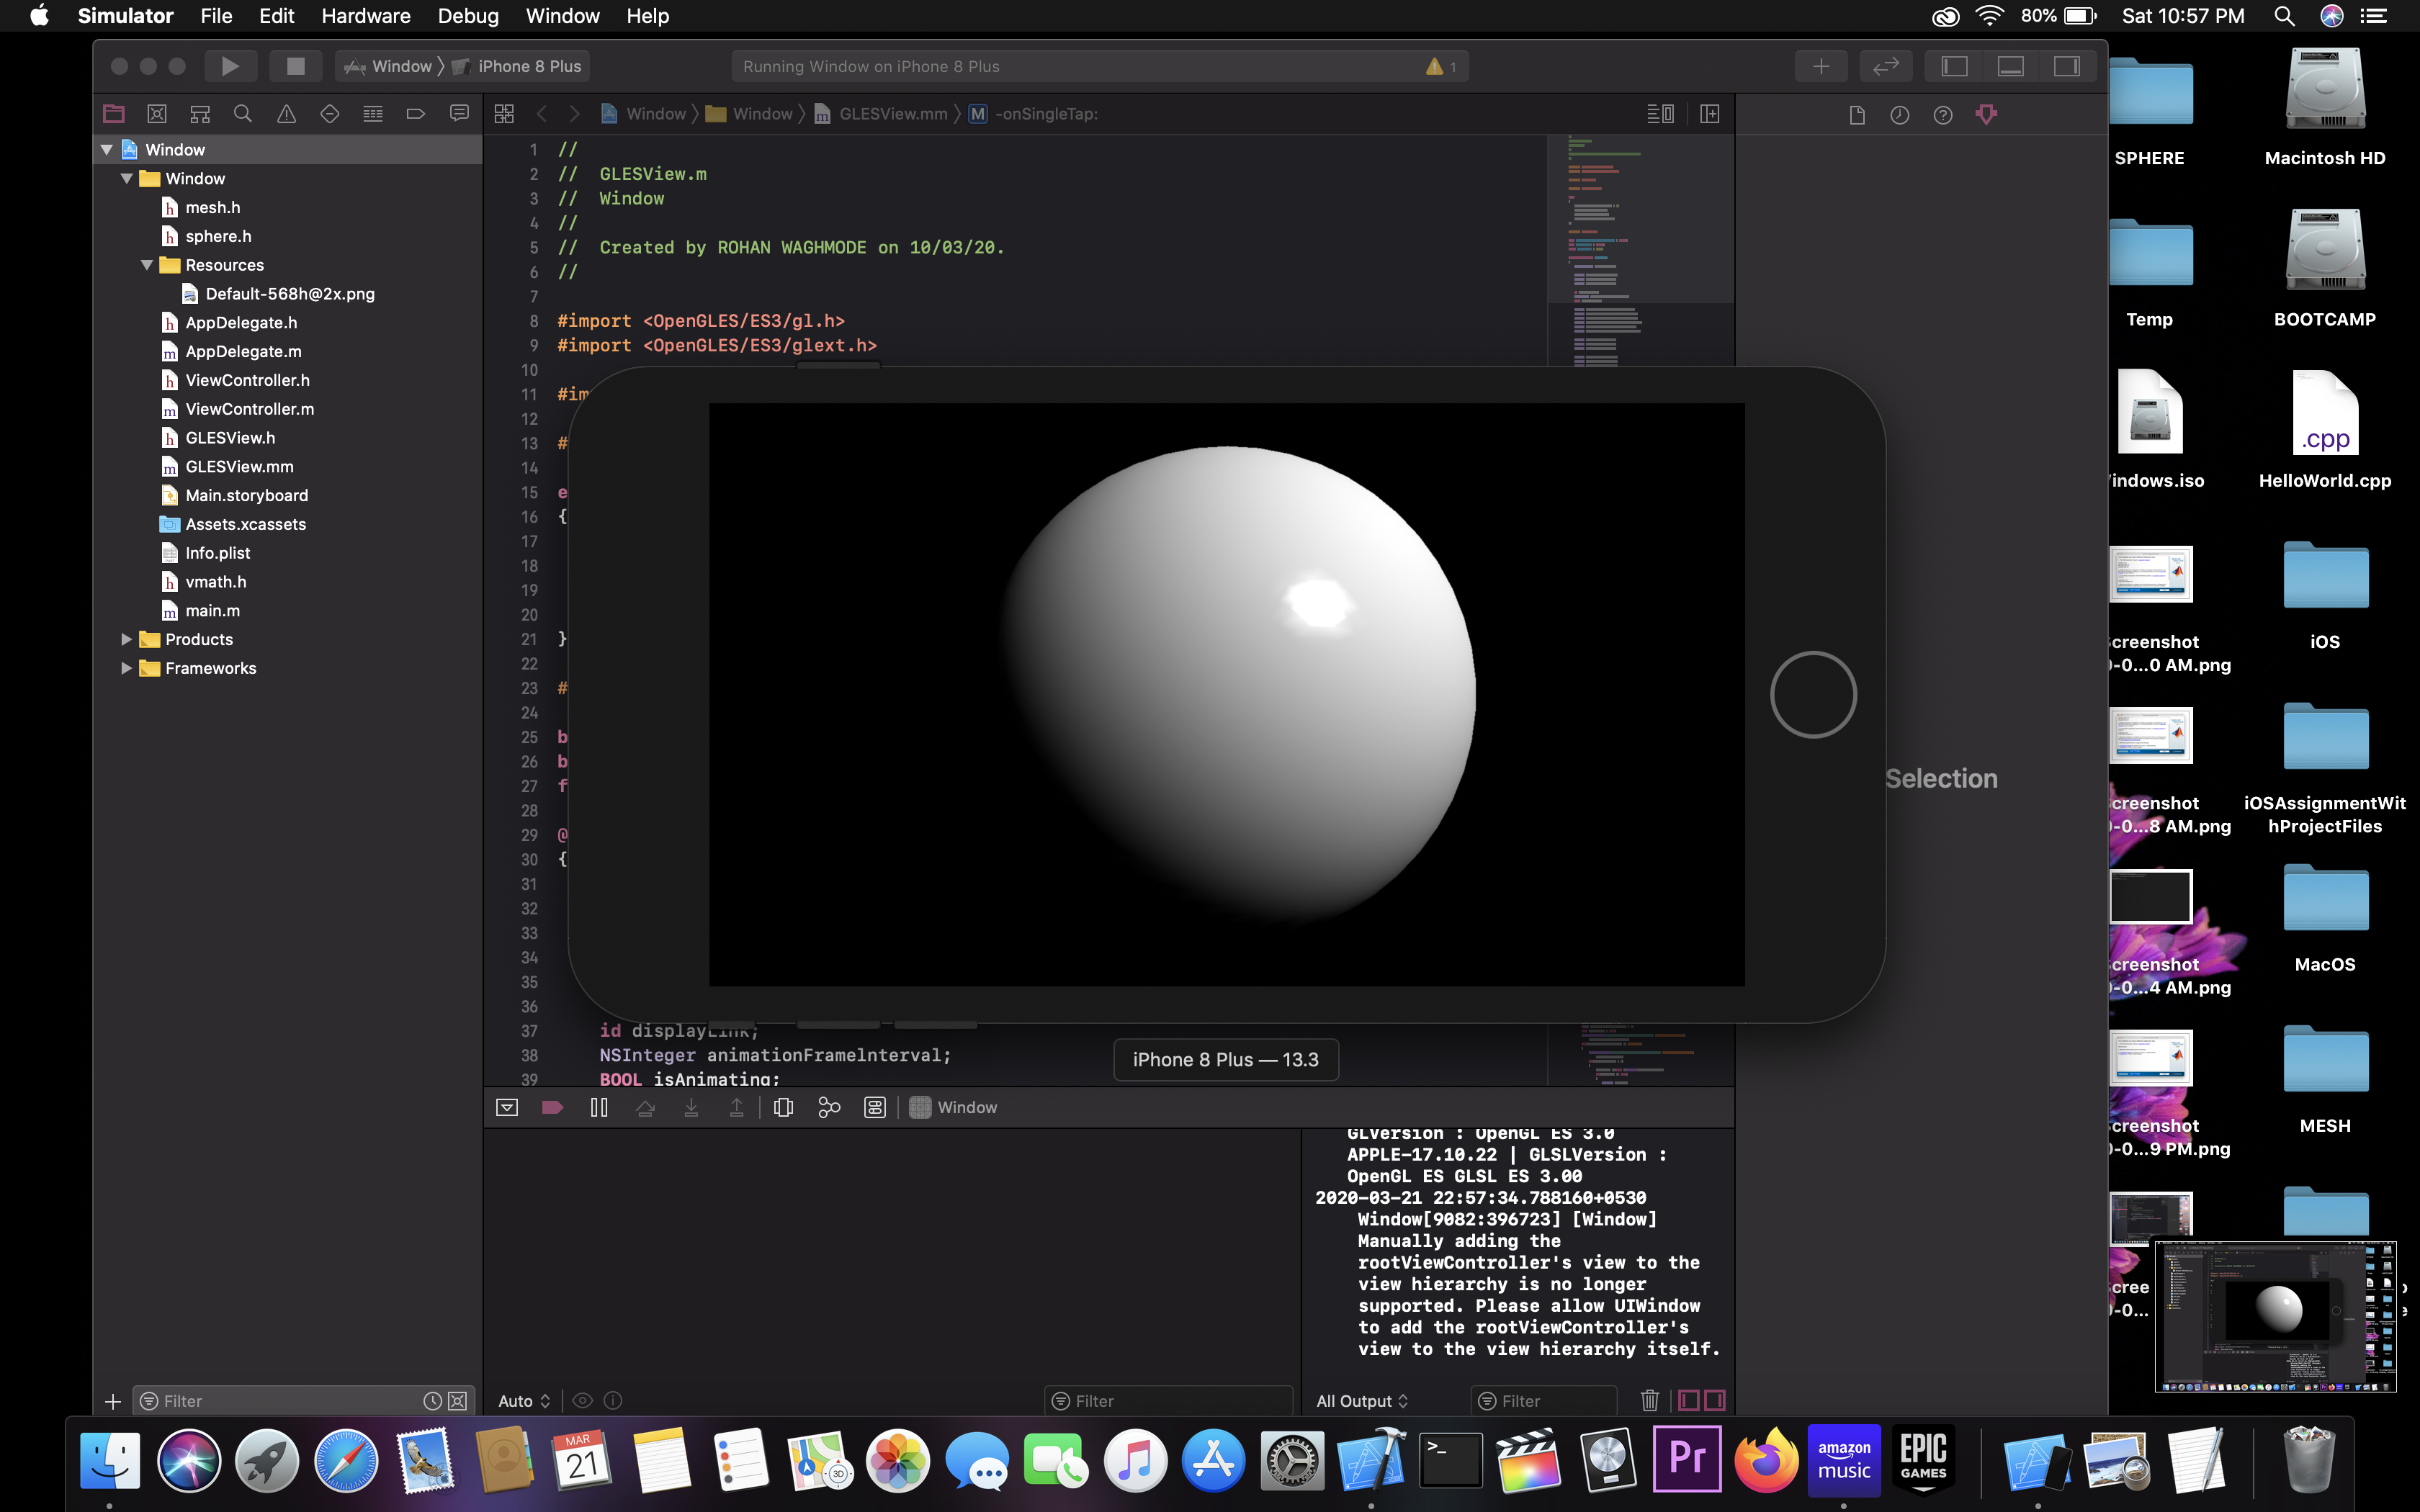 Simulator File Edit Hardware Debug Window Help
80% Sat 10:57 PM
Window iPhone 8 Plus
Running Window on iPhone 8 Plus
1
Window Window GLESView.mm M -onSingleTap:
Window
Window
mesh.h
sphere.h
Resources
Default-568h@2x.png
AppDelegate.h
AppDelegate.m
ViewController.h
ViewController.m
GLESView.h
GLESView.mm
Main.storyboard
Assets.xcassets
Info.plist
vmath.h
main.m
Products
Frameworks
1 //
2 // GLESView.m
3 // Window
4 //
5 // Created by ROHAN WAGHMODE on 10/03/20.
6 //
7
8 #import <OpenGLES/ES3/gl.h>
9 #import <OpenGLES/ES3/glext.h>
10
11 #im
12
13 #
14
15 e
16 {
17
18
19
20
21 }
22
23 #
24
25 b
26 b
27 f
28
29 @
30 {
31
32
33
34
35
36
37 id displayLink;
38 NSInteger animationFrameInterval;
39 BOOL isAnimating;
Selection
iPhone 8 Plus — 13.3
Window
GLVersion : OpenGL ES 3.0
APPLE-17.10.22 | GLSLVersion :
OpenGL ES GLSL ES 3.00
2020-03-21 22:57:34.788160+0530
Window[9082:396723] [Window]
Manually adding the
rootViewController's view to the
view hierarchy is no longer
supported. Please allow UIWindow
to add the rootViewController's
view to the view hierarchy itself.
Filter
Auto
Filter
All Output
Filter
SPHERE
Macintosh HD
Temp
BOOTCAMP
indows.iso
.cpp
HelloWorld.cpp
creenshot
0-0...0 AM.png
iOS
creenshot
0-0...8 AM.png
iOSAssignmentWit
hProjectFiles
creenshot
0-0...4 AM.png
MacOS
creenshot
0-0...9 PM.png
MESH
Scree
0-0...
MAR
21
3D
Pr
amazon
music
EPIC
GAMES